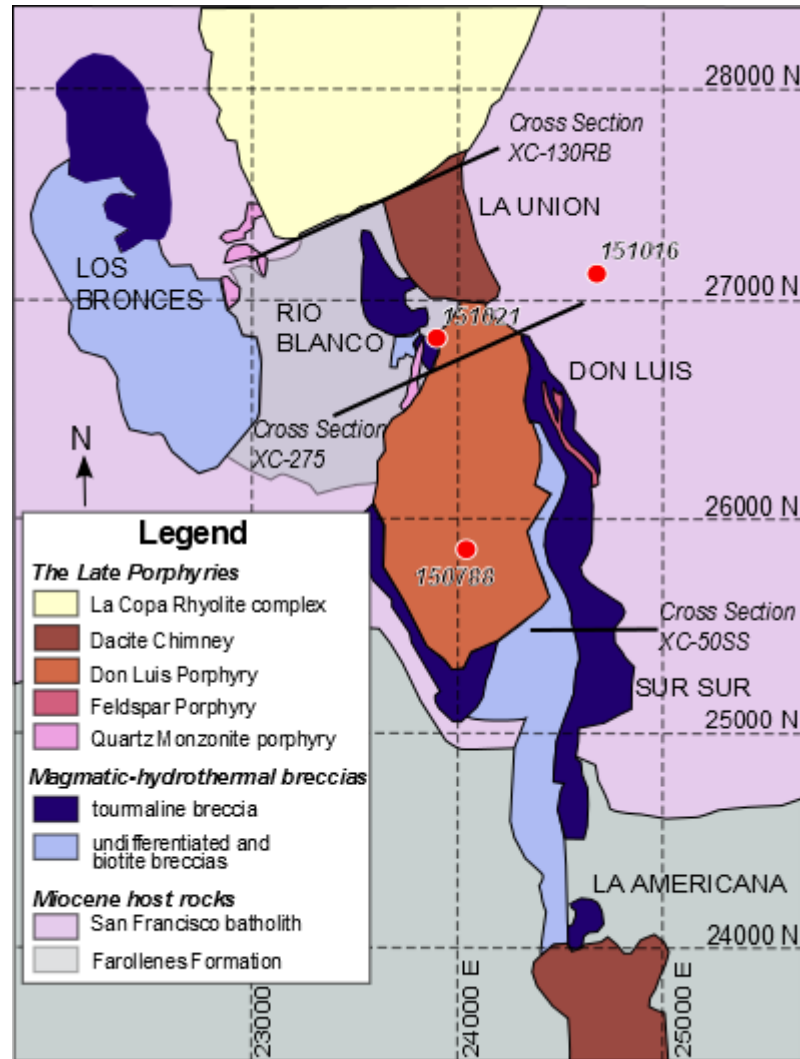 28000 N
Cross Section
XC-130RB
LA UNION
151016
LOS
BRONCES
27000 N
RIO
BLANCO
151021
DON LUIS
Cross Section
XC-275
N
26000 N
150788
Cross Section
XC-50SS
SUR SUR
25000 N
LA AMERICANA
24000 N
23000 E
24000 E
25000 E
Legend
The Late Porphyries
La Copa Rhyolite complex
Dacite Chimney
Don Luis Porphyry
Feldspar Porphyry
Quartz Monzonite porphyry
Magmatic-hydrothermal breccias
tourmaline breccia
undifferentiated and
biotite breccias
Miocene host rocks
San Francisco batholith
Farollenes Formation